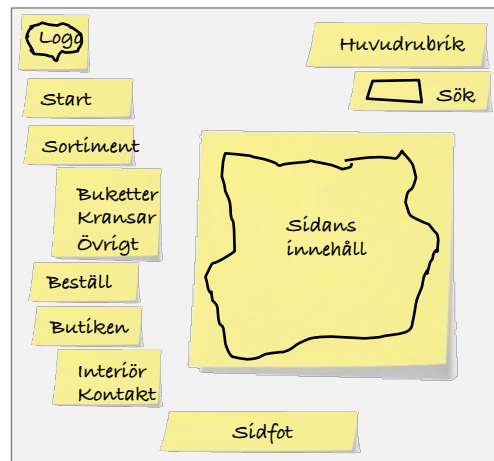 Logo
Huvudrubrik
Sök
Start
Sortiment
Buketter
Kransar
Övrigt
Beställ
Butiken
Interiör
Kontakt
Sidans
innehåll
Sidfot